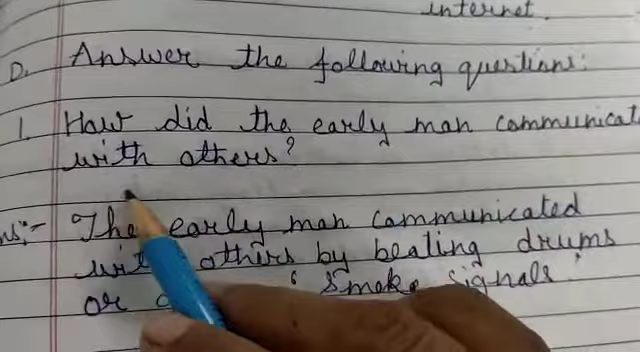 internet.
D. Answer the following questions:
1. How did the early man communicat
with others?
ns:- The early man communicated
with others by beating drums
or 'Smoke signals'.